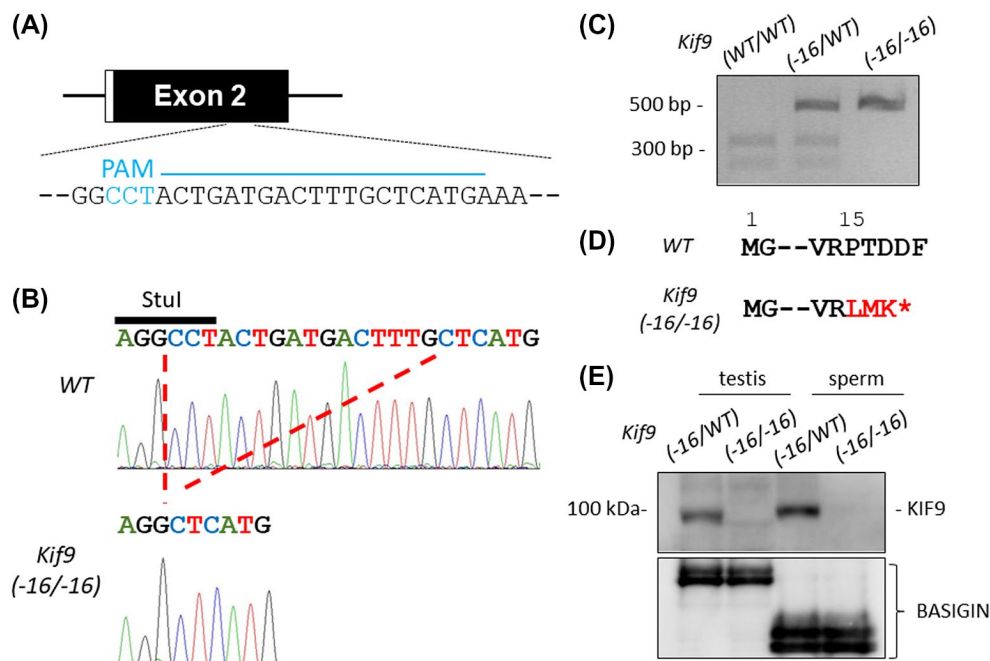 (A)
Exon 2
PAM
--GGCCTACTGATGACTTTGCTCATGAAA--
(B)
StuI
AGGCCTACTGATGACTTTGCTCATG
WT
AGGCTCATG
Kif9
(-16/-16)
(C)
Kif9
(WT/WT)
(-16/WT)
(-16/-16)
500 bp -
300 bp -
(D)
1 15
WT
MG--VRPTDDF
Kif9
(-16/-16)
MG--VRLMK*
(E)
testis sperm
Kif9
(-16/WT)
(-16/-16)
(-16/WT)
(-16/-16)
100 kDa-
- KIF9
BASIGIN